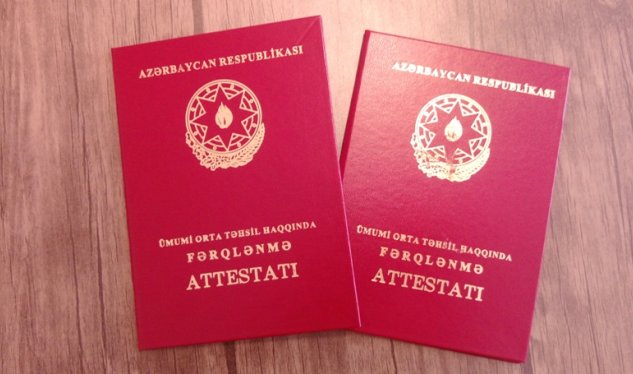 AZƏRBAYCAN RESPUBLİKASI
ÜMUMİ ORTA TƏHSİL HAQQINDA
FƏRQLƏNMƏ
ATTESTATI
AZƏRBAYCAN RESPUBLİKASI
ÜMUMİ ORTA TƏHSİL HAQQINDA
FƏRQLƏNMƏ
ATTESTATI